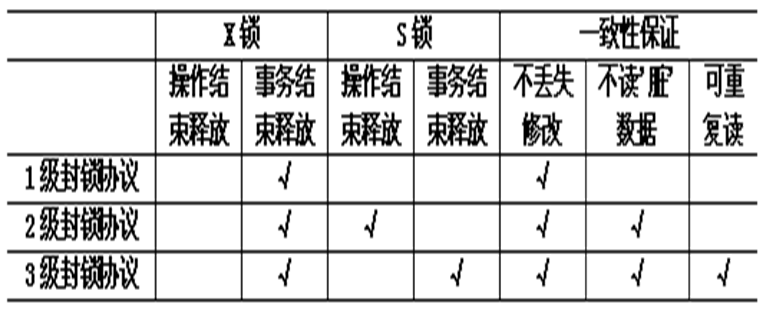 X锁 S锁 一致性保证
操作结 事务结 操作结 事务结 不丢失 不读'脏' 可重
束释放 束释放 束释放 束释放 修改 数据 复读
1级封锁协议 √ √
2级封锁协议 √ √ √ √
3级封锁协议 √ √ √ √ √